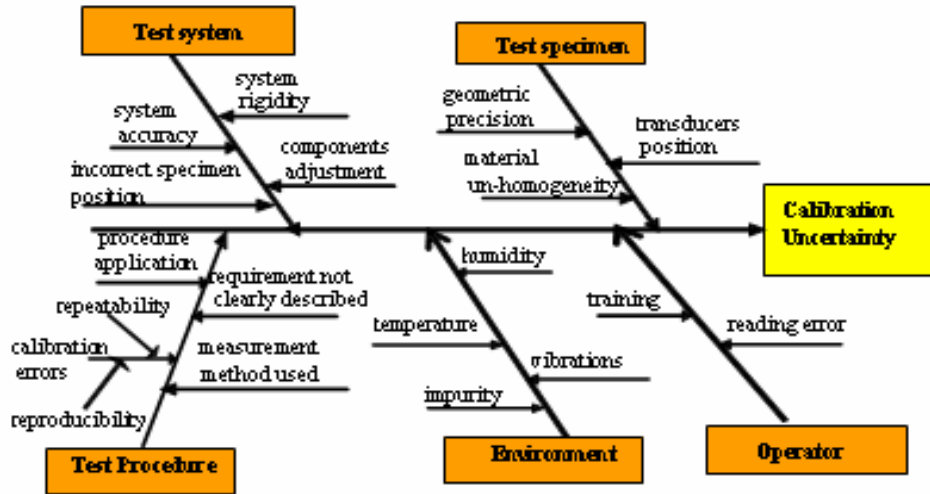 Test system
Test specimen
system
rigidity
system
accuracy
components
adjustment
incorrect specimen
position
geometric
precision
transducers
position
material
un-homogeneity
Calibration
Uncertainty
procedure
application
requirement not
clearly described
repeatability
calibration
errors
measurement
method used
reproducibility
humidity
temperature
vibrations
impurity
training
reading error
Test Procedure
Environment
Operator